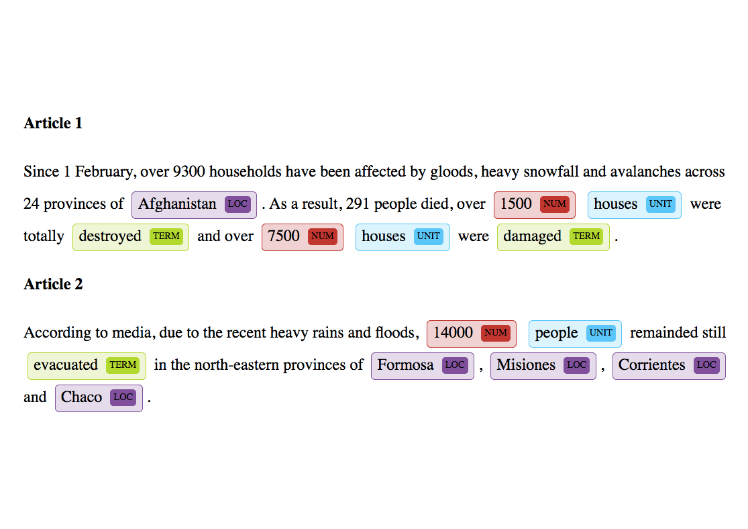 Article 1
Since 1 February, over 9300 households have been affected by gloods, heavy snowfall and avalanches across
24 provinces of Afghanistan LOC . As a result, 291 people died, over 1500 NUM houses UNIT were
totally destroyed TERM and over 7500 NUM houses UNIT were damaged TERM .
Article 2
According to media, due to the recent heavy rains and floods, 14000 NUM people UNIT remainded still
evacuated TERM in the north-eastern provinces of Formosa LOC , Misiones LOC , Corrientes LOC
and Chaco LOC .